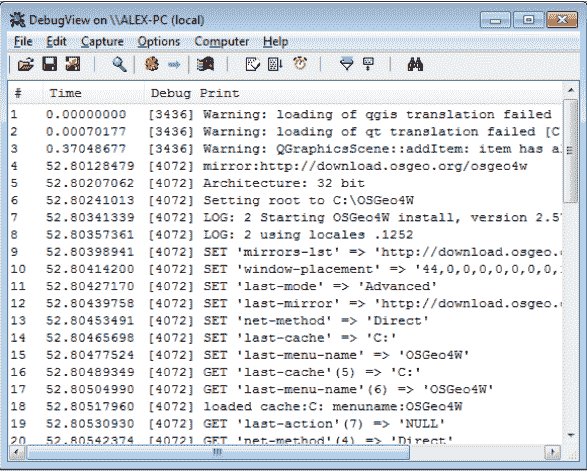 DebugView on \\ALEX-PC (local)
File Edit Capture Options Computer Help
# Time Debug Print
1 0.00000000 [3436] Warning: loading of qgis translation failed
2 0.00070177 [3436] Warning: loading of qt translation failed [C
3 0.37048677 [3436] Warning: QGraphicsScene::addItem: item has a
4 52.80128479 [4072] mirror:http://download.osgeo.org/osgeo4w
5 52.80207062 [4072] Architecture: 32 bit
6 52.80241013 [4072] Setting root to C:\OSGeo4W
7 52.80341339 [4072] LOG: 2 Starting OSGeo4W install, version 2.5
8 52.80357361 [4072] LOG: 2 using locales .1252
9 52.80398941 [4072] SET 'mirrors-lst' => 'http://download.osgeo.
10 52.80414200 [4072] SET 'window-placement' => '44,0,0,0,0,0,0,0,
11 52.80427170 [4072] SET 'last-mode' => 'Advanced'
12 52.80439758 [4072] SET 'last-mirror' => 'http://download.osgeo.
13 52.80453491 [4072] SET 'net-method' => 'Direct'
14 52.80465698 [4072] SET 'last-cache' => 'C:'
15 52.80477524 [4072] SET 'last-menu-name' => 'OSGeo4W'
16 52.80489349 [4072] GET 'last-cache'(5) => 'C:'
17 52.80504990 [4072] GET 'last-menu-name'(6) => 'OSGeo4W'
18 52.80517960 [4072] loaded cache:C: menuname:OSGeo4W
19 52.80530930 [4072] GET 'last-action'(7) => 'NULL'
20 52.80542374 [4072] GET 'net-method'(4) => 'Direct'